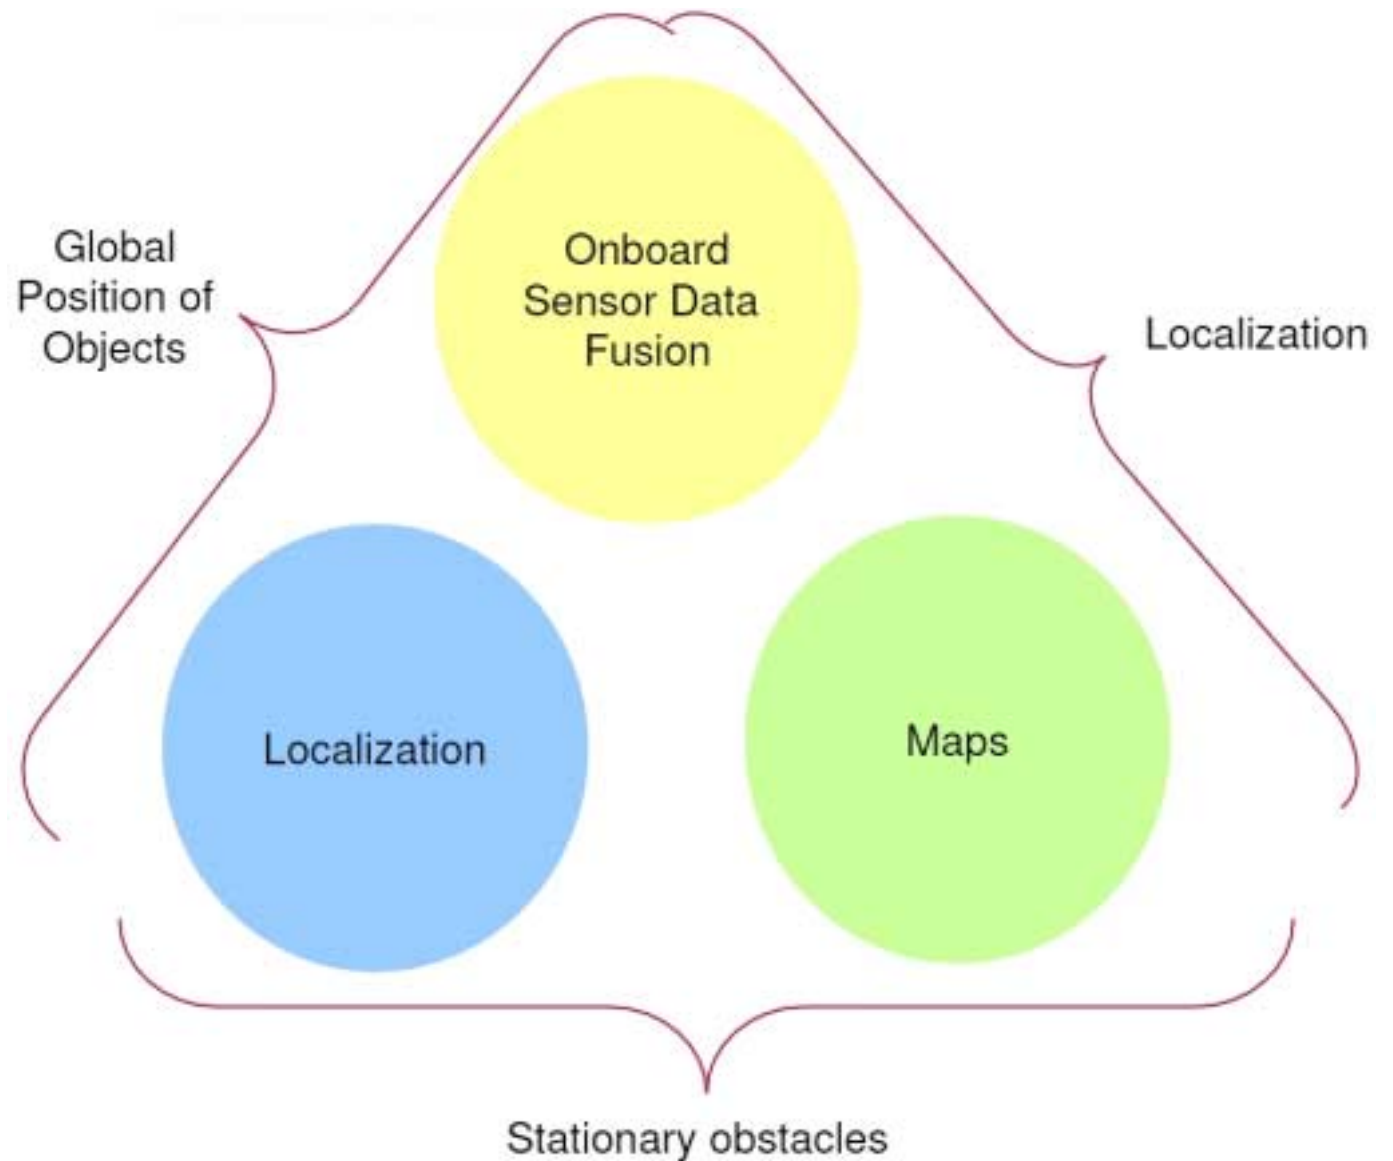 Global
Position of
Objects
Onboard
Sensor Data
Fusion
Localization
Localization
Maps
Stationary obstacles